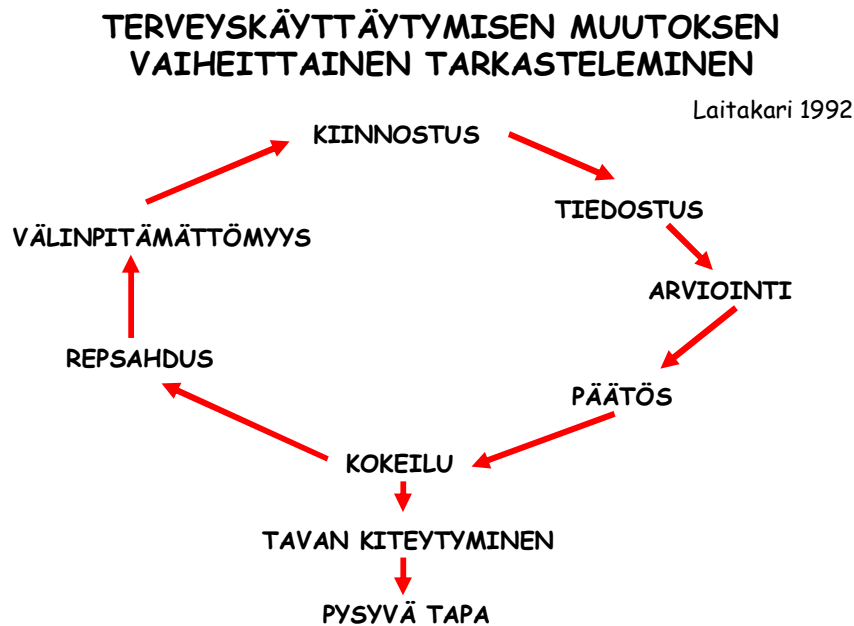 TERVEYSKÄYTTÄYTYMISEN MUUTOKSEN
VAIHEITTAINEN TARKASTELEMINEN
Laitakari 1992
KIINNOSTUS
TIEDOSTUS
VÄLINPITÄMÄTTÖMYYS
ARVIOINTI
REPSAHDUS
PÄÄTÖS
KOKEILU
TAVAN KITEYTYMINEN
PYSYVÄ TAPA